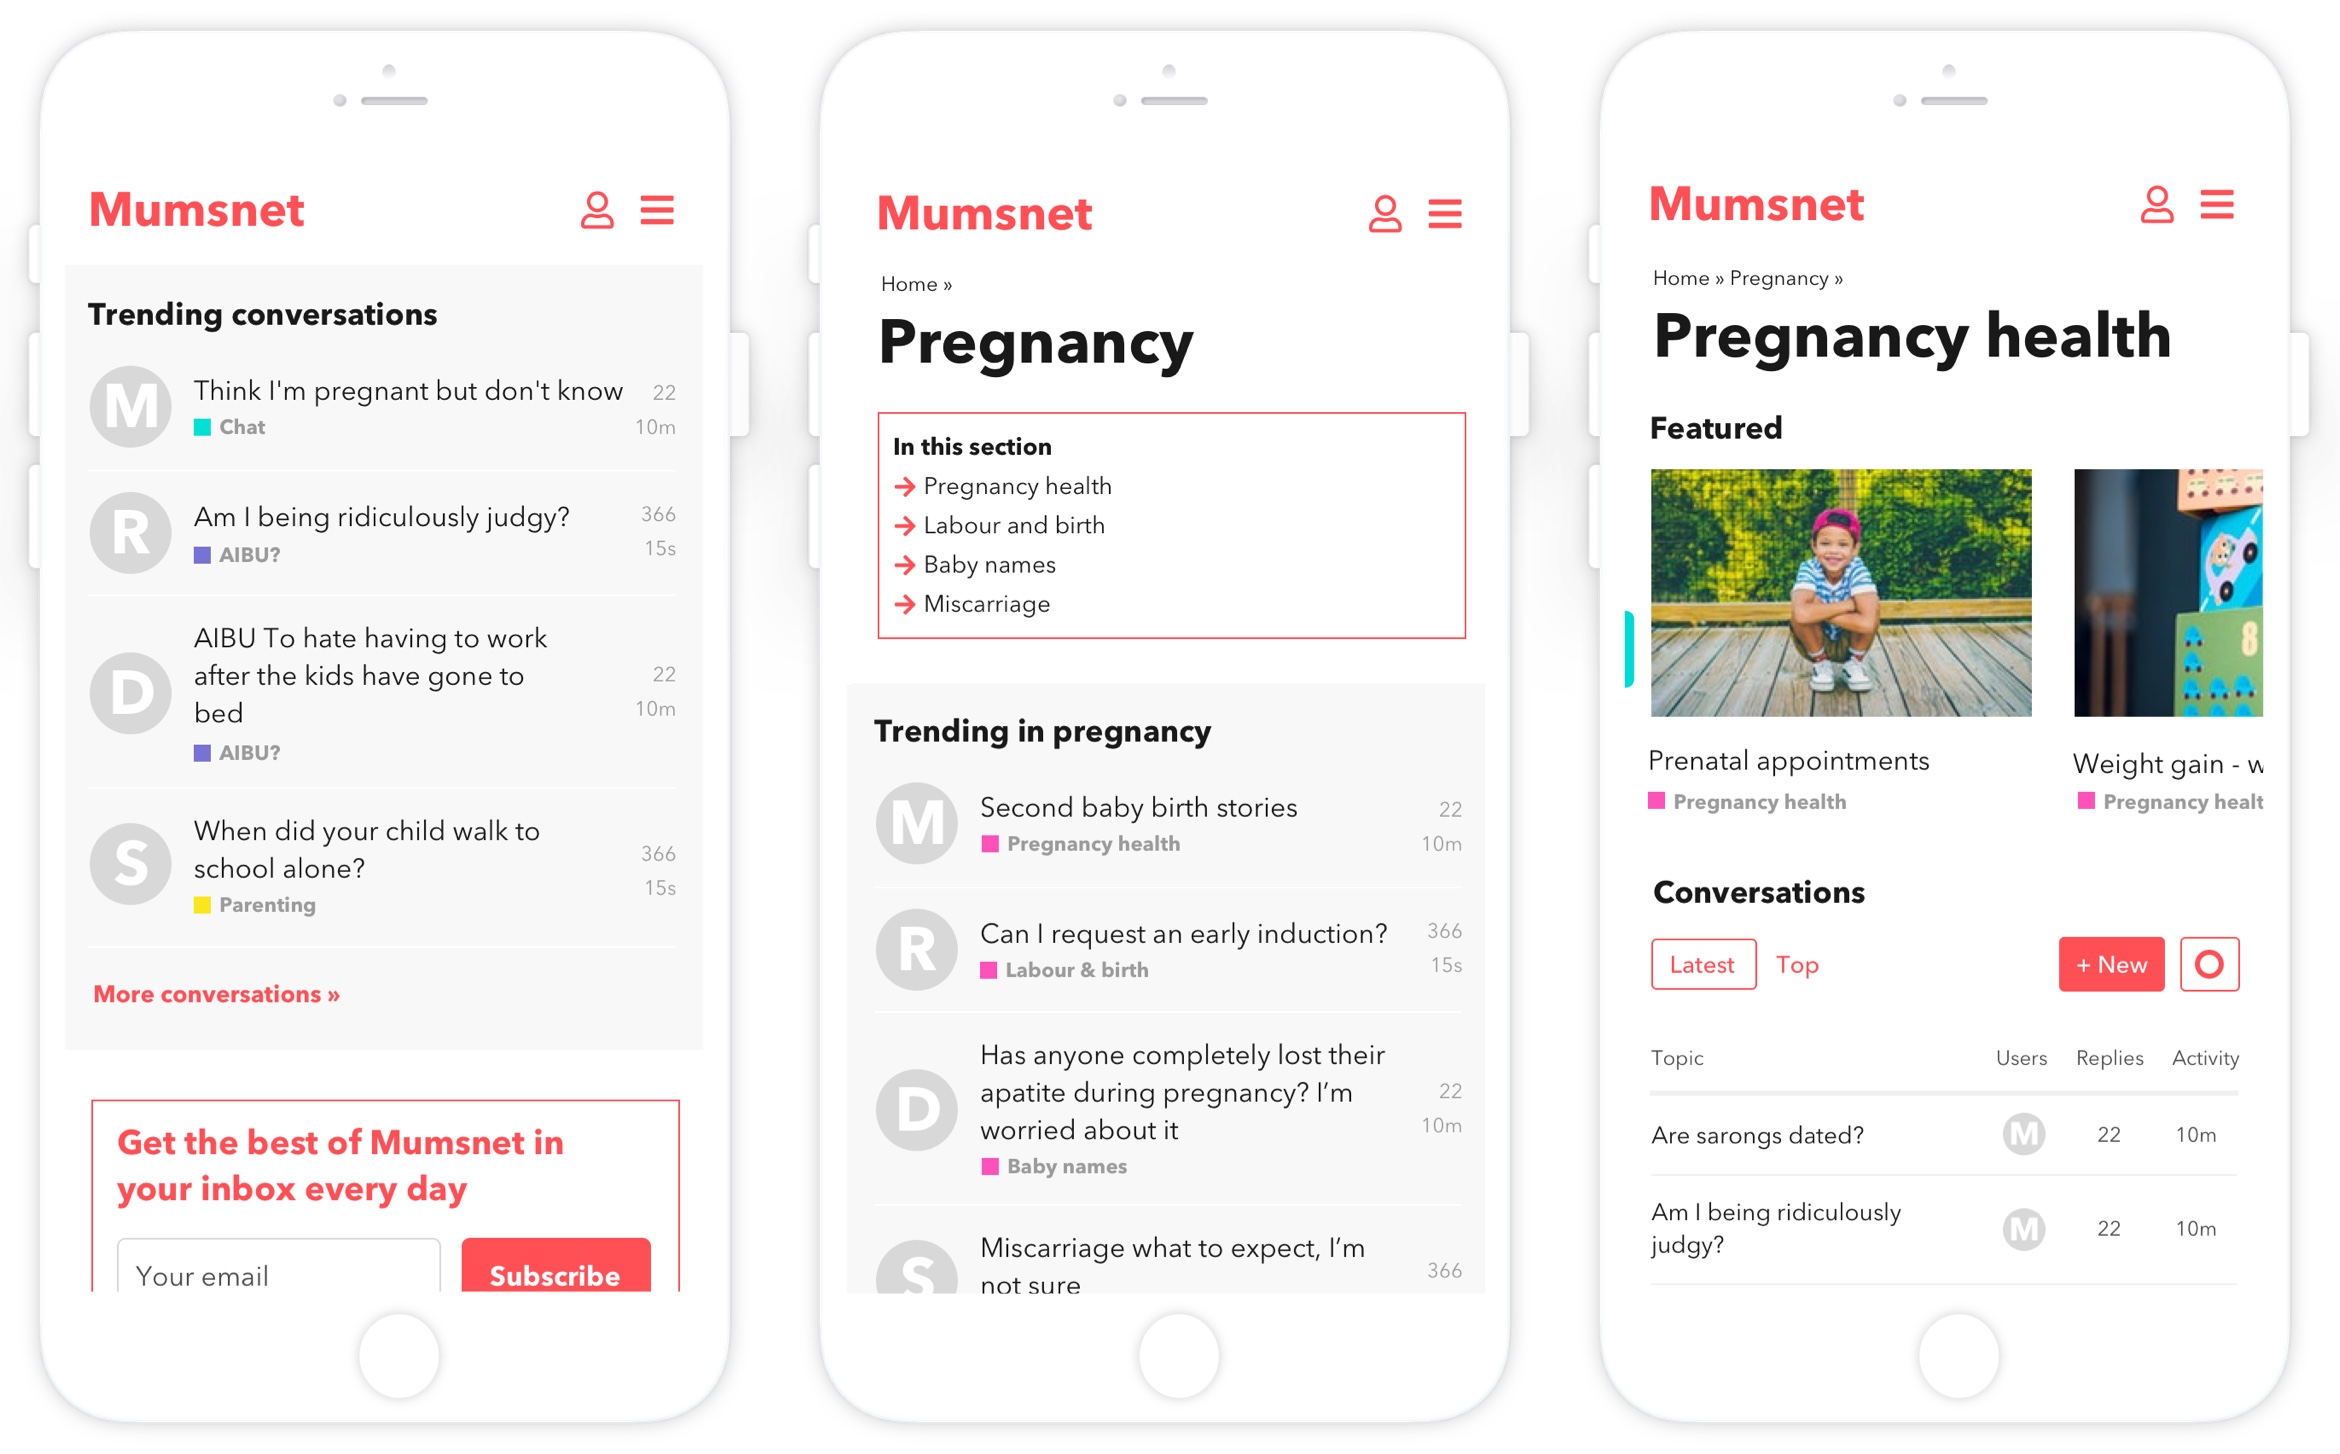 Mumsnet
Trending conversations
M
Think I'm pregnant but don't know
22
Chat
10m
R
Am I being ridiculously judgy?
366
AIBU?
15s
D
AIBU To hate having to work
after the kids have gone to
bed
22
10m
AIBU?
S
When did your child walk to
school alone?
366
15s
Parenting
More conversations »
Get the best of Mumsnet in
your inbox every day
Your email
Subscribe
Mumsnet
Home »
Pregnancy
In this section
Pregnancy health
Labour and birth
Baby names
Miscarriage
Trending in pregnancy
M
Second baby birth stories
22
Pregnancy health
10m
R
Can I request an early induction?
366
Labour & birth
15s
D
Has anyone completely lost their
apatite during pregnancy? I’m
worried about it
22
10m
Baby names
S
Miscarriage what to expect, I’m
not sure
366
Mumsnet
Home » Pregnancy »
Pregnancy health
Featured
8
Prenatal appointments
Pregnancy health
Weight gain - w
Pregnancy healt
Conversations
Latest
Top
+ New
Topic
Users
Replies
Activity
Are sarongs dated?
M
22
10m
Am I being ridiculously
judgy?
M
22
10m